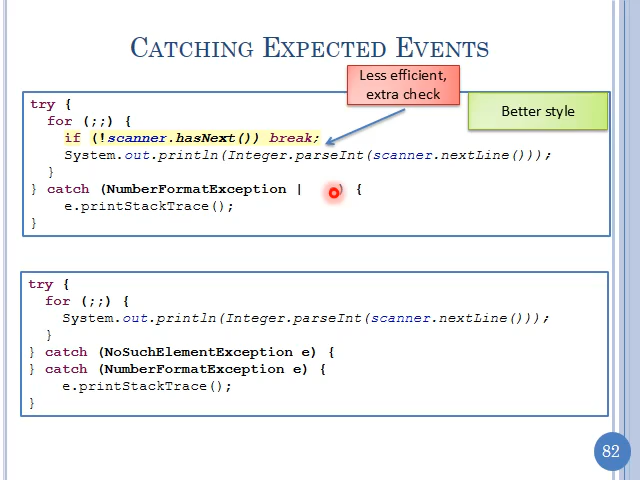 CATCHING EXPECTED EVENTS
Less efficient,
extra check
Better style
try {
for (;;) {
if (!scanner.hasNext()) break;
System.out.println(Integer.parseInt(scanner.nextLine()));
}
} catch (NumberFormatException | ) {
e.printStackTrace();
}
try {
for (;;) {
System.out.println(Integer.parseInt(scanner.nextLine()));
}
} catch (NoSuchElementException e) {
} catch (NumberFormatException e) {
e.printStackTrace();
}
82